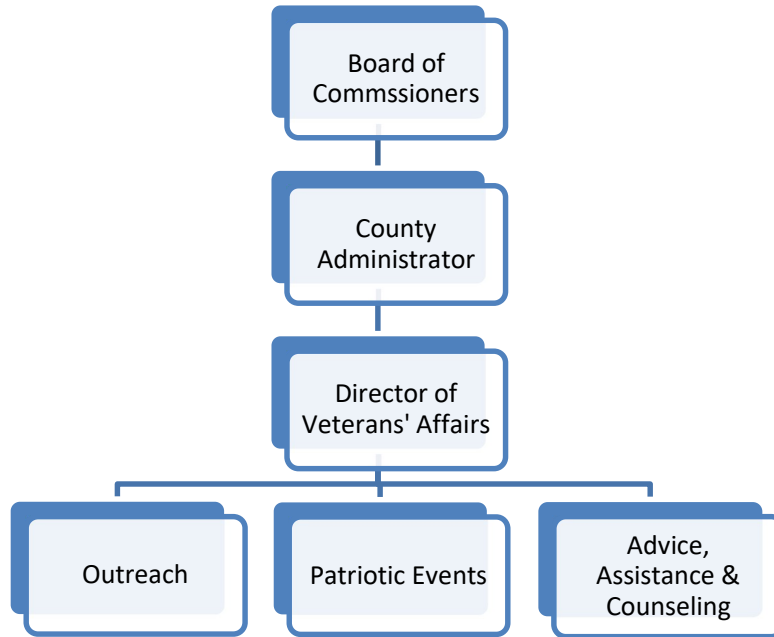 Board of
Commssioners
County
Administrator
Director of
Veterans' Affairs
Outreach
Patriotic Events
Advice,
Assistance &
Counseling